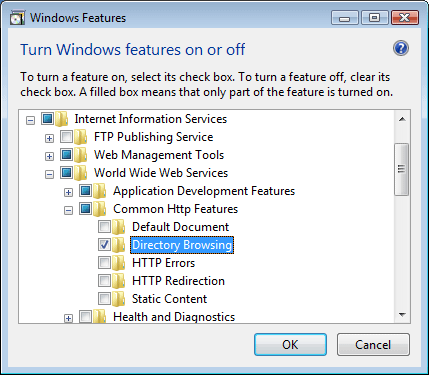 Windows Features
Turn Windows features on or off
To turn a feature on, select its check box. To turn a feature off, clear its
check box. A filled box means that only part of the feature is turned on.
Internet Information Services
FTP Publishing Service
Web Management Tools
World Wide Web Services
Application Development Features
Common Http Features
Default Document
Directory Browsing
HTTP Errors
HTTP Redirection
Static Content
Health and Diagnostics
OK
Cancel